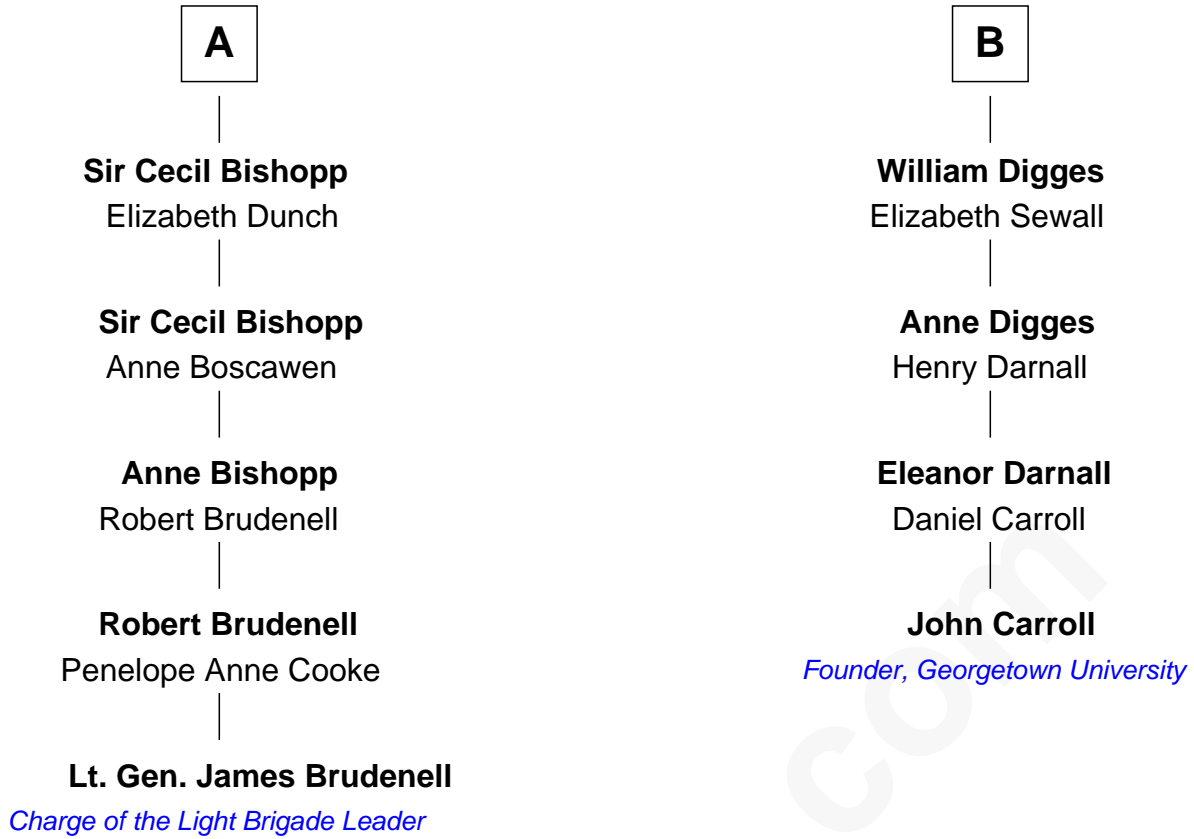 A
Sir Cecil Bishopp
Elizabeth Dunch
Sir Cecil Bishopp
Anne Boscawen
Anne Bishopp
Robert Brudenell
Robert Brudenell
Penelope Anne Cooke
Lt. Gen. James Brudenell
Charge of the Light Brigade Leader
B
William Digges
Elizabeth Sewall
Anne Digges
Henry Darnall
Eleanor Darnall
Daniel Carroll
John Carroll
Founder, Georgetown University
com